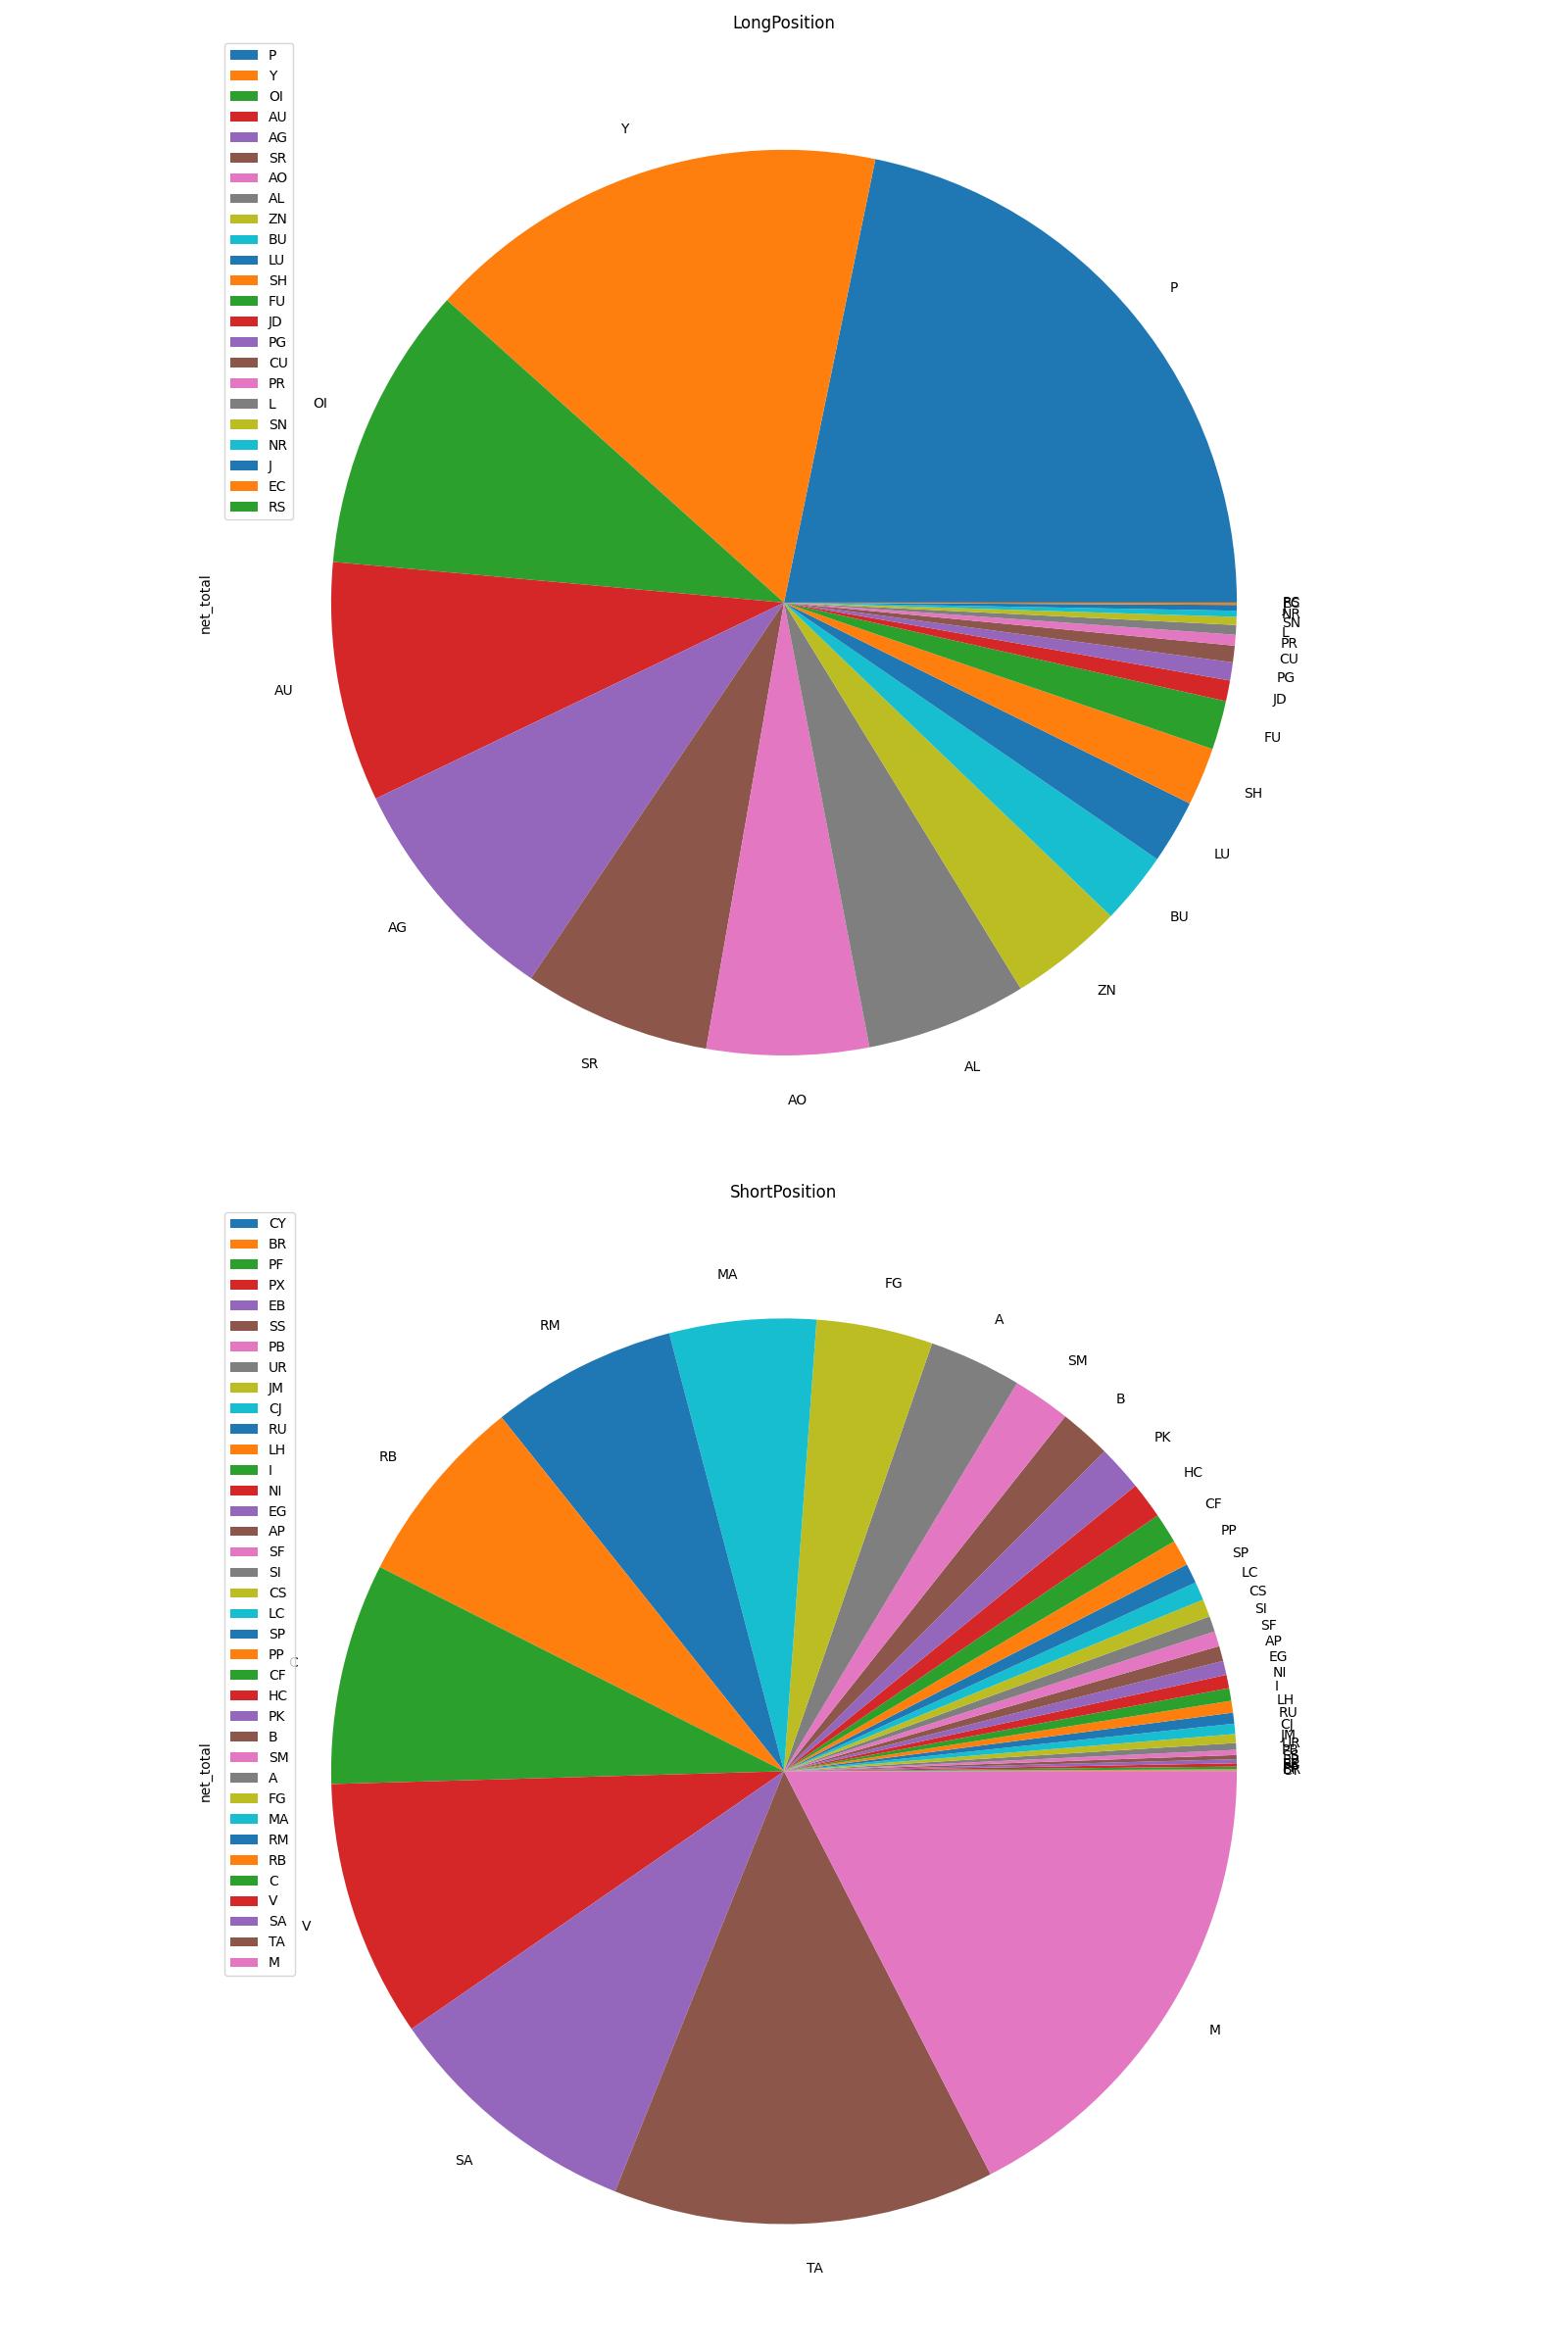 LongPosition
P
Y
OI
AU
AG
SR
AO
AL
ZN
BU
LU
SH
FU
JD
PG
CU
PR
L
SN
NR
J
EC
RS
net_total
Y
P
OI
AU
AG
SR
AO
AL
ZN
BU
LU
SH
FU
JD
PG
CU
PR
L
SN
NR
ShortPosition
CY
BR
PF
PX
EB
SS
PB
UR
JM
CJ
RU
LH
I
NI
EG
AP
SF
SI
CS
LC
SP
PP
CF
HC
PK
B
SM
A
FG
MA
RM
RB
C
V
SA
TA
M
net_total
MA
FG
A
RM
SM
B
PK
RB
HC
CF
PP
SP
LC
CS
SI
SF
AP
EG
C
NI
I
LH
RU
CJ
JM
UR
V
M
SA
TA